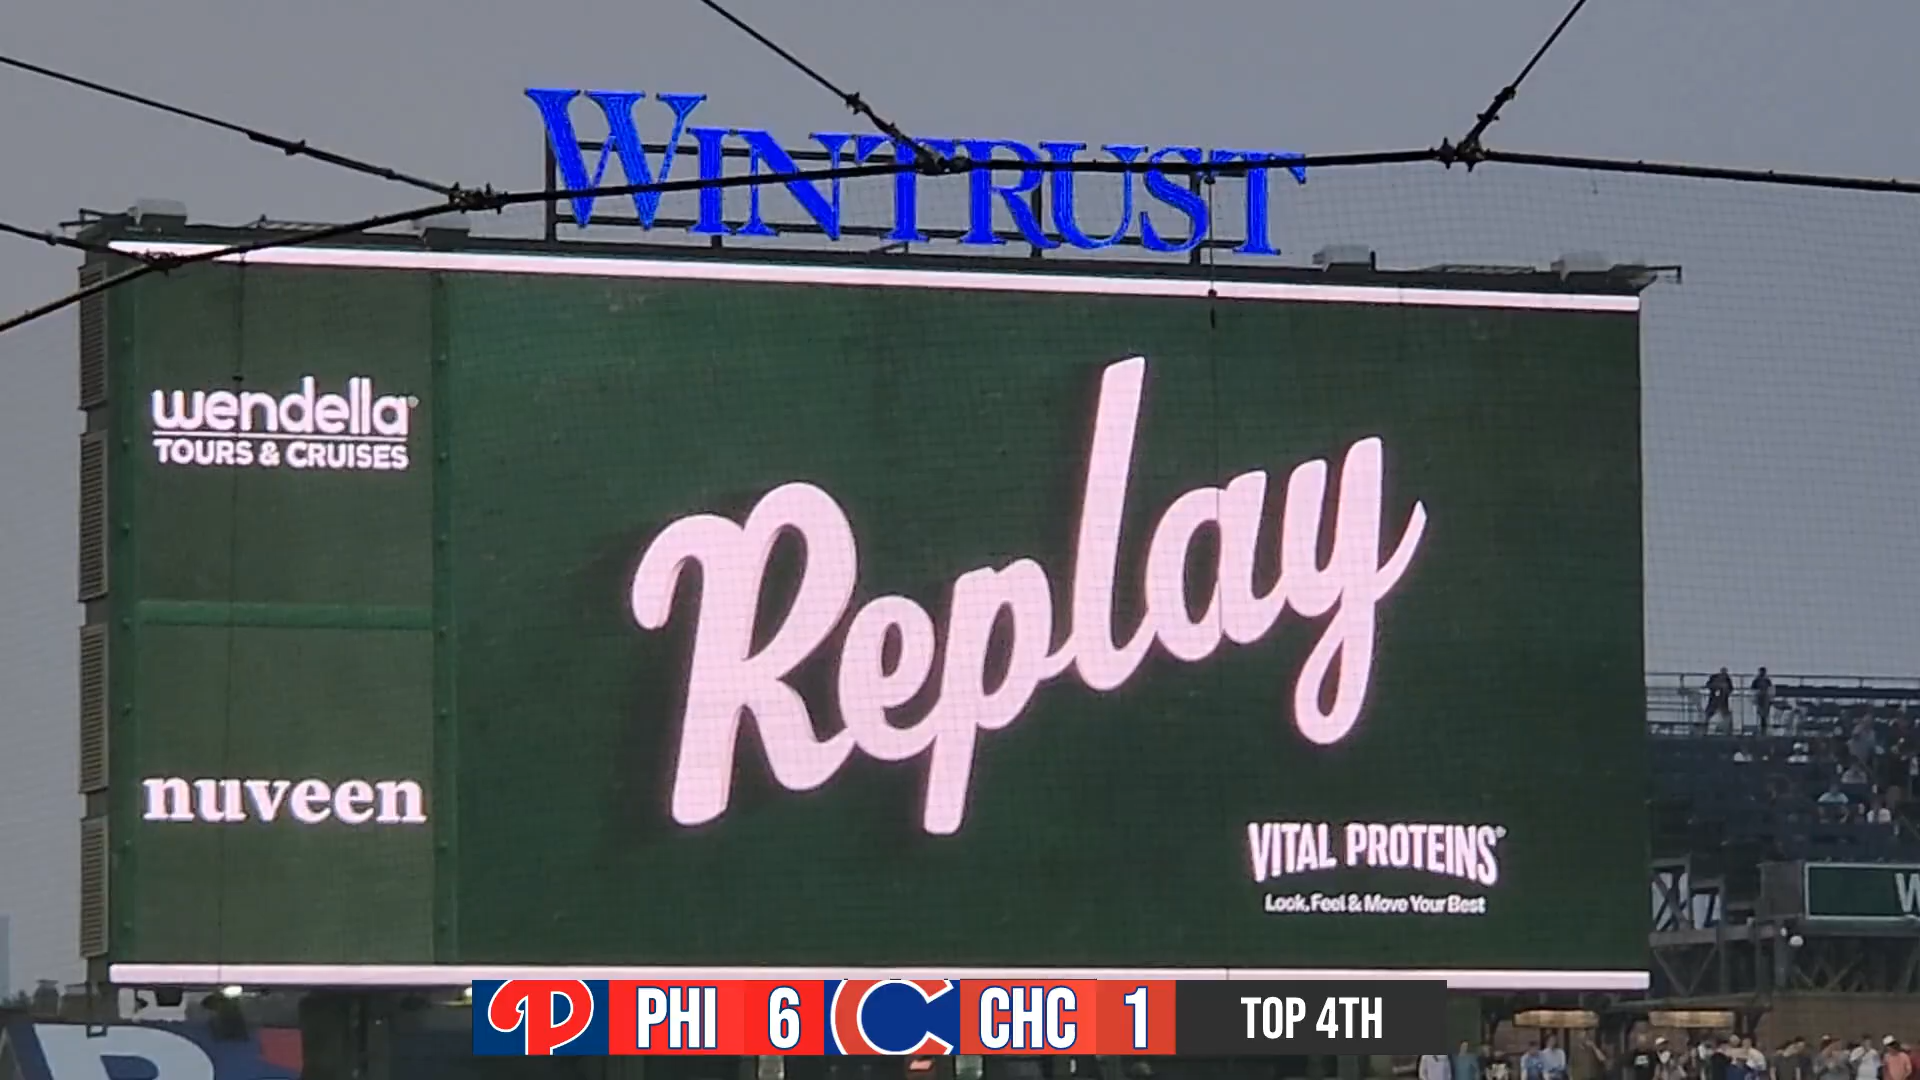 WINTRUST
wendella
TOURS & CRUISES
Replay
nuveen
VITAL PROTEINS®
Look, Feel & Move Your Best
PHI 6 CHC 1 TOP 4TH